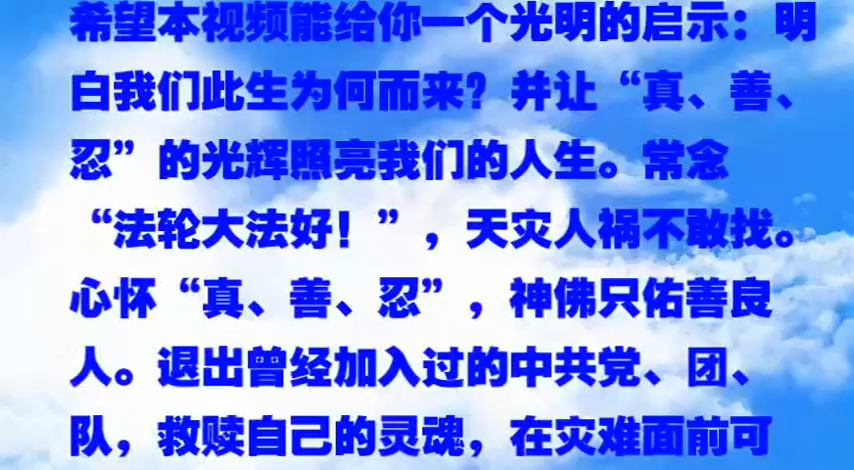 希望本视频能给你一个光明的启示：明
白我们此生为何而来？并让“真、善、
忍”的光辉照亮我们的人生。常念
“法轮大法好！”，天灾人祸不敢找。
心怀“真、善、忍”，神佛只佑善良
人。退出曾经加入过的中共党、团、
队，救赎自己的灵魂，在灾难面前可